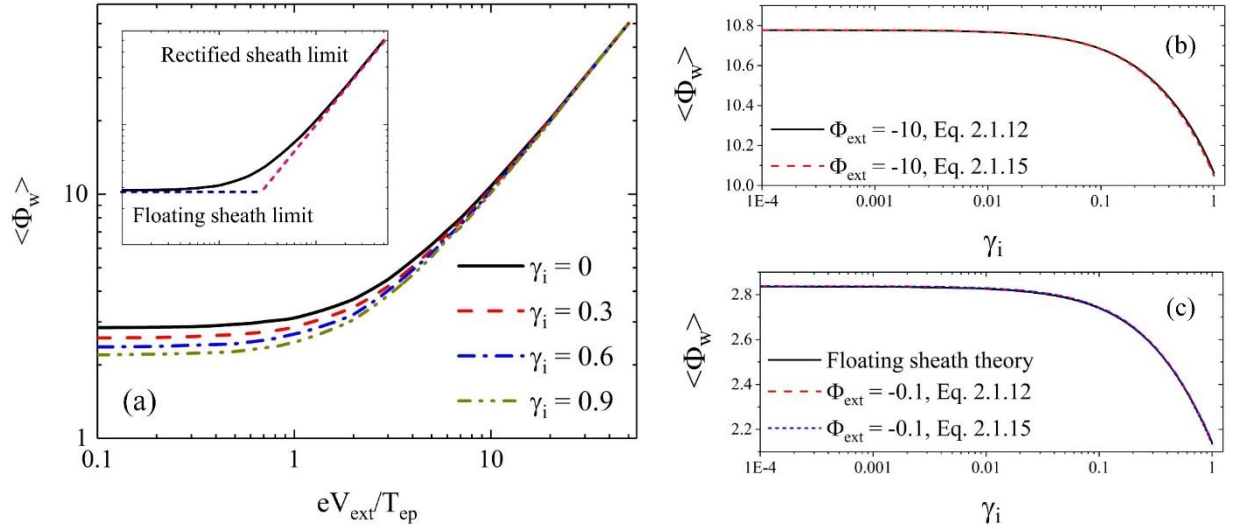 <Φw>
10
1
0.1
1
10
eVext/Tep
(a)
Rectified sheath limit
Floating sheath limit
γi = 0
γi = 0.3
γi = 0.6
γi = 0.9
<Φw>
10.8
10.6
10.4
10.2
10.0
(b)
Φext = -10, Eq. 2.1.12
Φext = -10, Eq. 2.1.15
1E-4
0.001
0.01
0.1
1
γi
<Φw>
2.8
2.6
2.4
2.2
(c)
Floating sheath theory
Φext = -0.1, Eq. 2.1.12
Φext = -0.1, Eq. 2.1.15
1E-4
0.001
0.01
0.1
1
γi